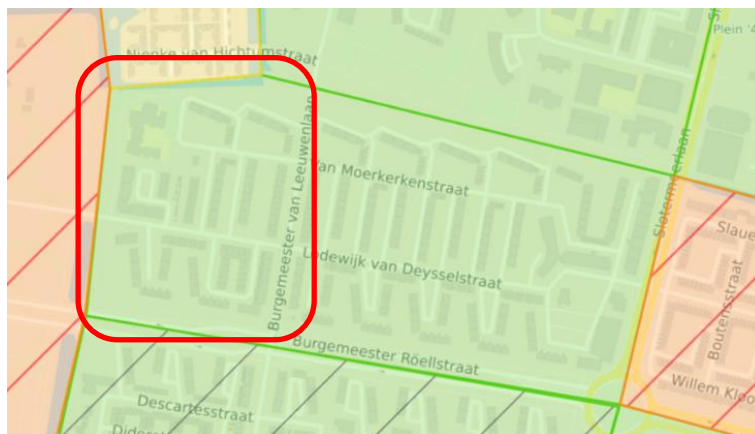 Plein '4
Nienke van Hichtumstraat
Burgemeester van Leeuwenlaan
Van Moerkerkenstraat
Slotermeerlaan
Slaue
Lodewijk van Deysselstraat
Boutensstraat
Burgemeester Röellstraat
Willem Kloo
Descartesstraat